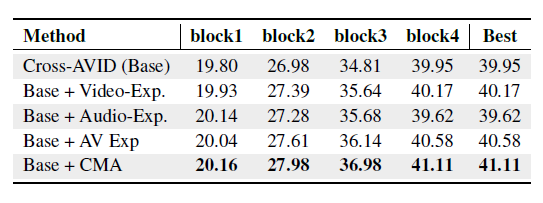 Method block1 block2 block3 block4 Best
Cross-AVID (Base) 19.80 26.98 34.81 39.95 39.95
Base + Video-Exp. 19.93 27.39 35.64 40.17 40.17
Base + Audio-Exp. 20.14 27.28 35.68 39.62 39.62
Base + AV Exp 20.04 27.61 36.14 40.58 40.58
Base + CMA 20.16 27.98 36.98 41.11 41.11